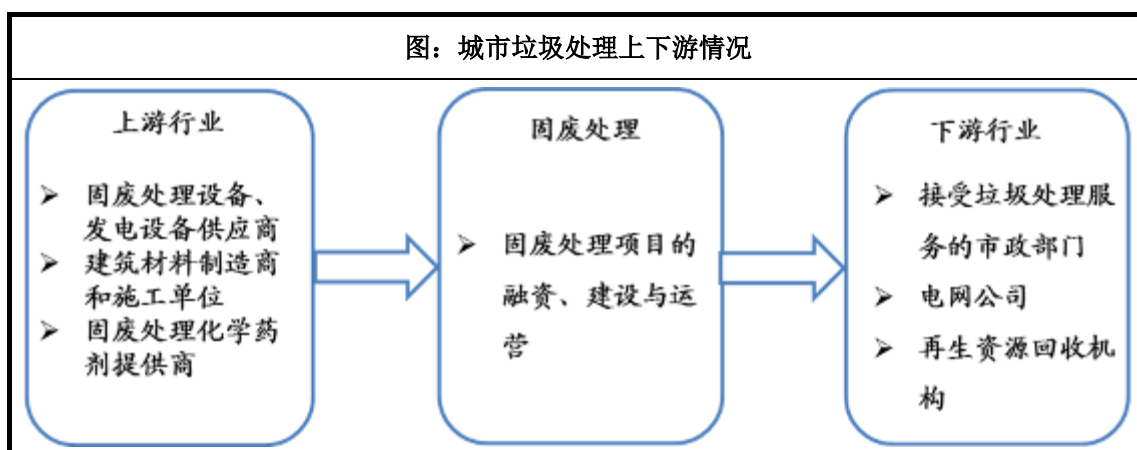 图：城市垃圾处理上下游情况
上游行业
➢ 固废处理设备、
发电设备供应商
➢ 建筑材料制造商
和施工单位
➢ 固废处理化学药
剂提供商
固废处理
➢ 固废处理项目的
融资、建设与运
营
下游行业
➢ 接受垃圾处理服
务的市政部门
➢ 电网公司
➢ 再生资源回收机
构